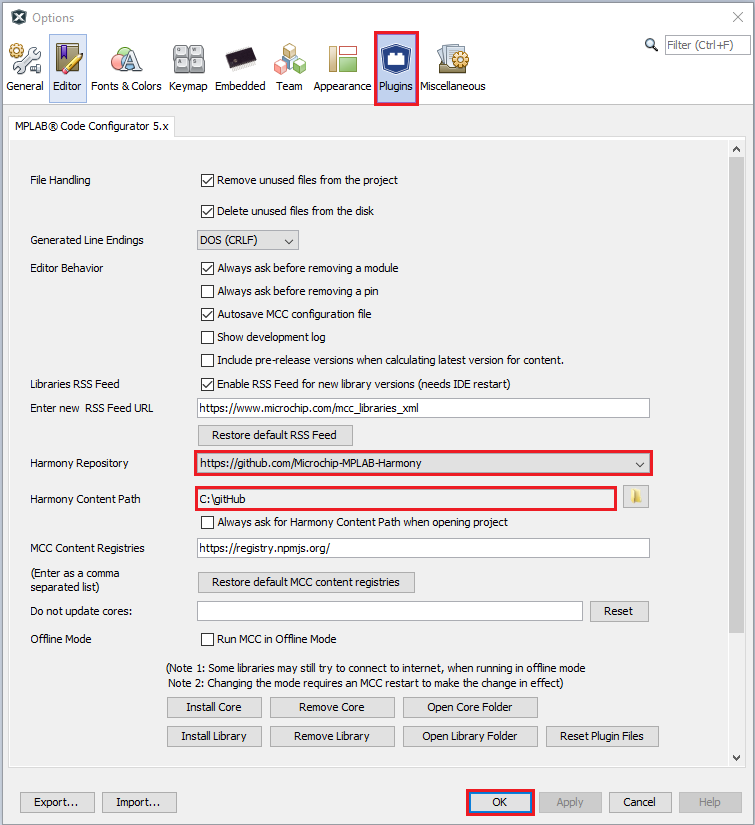 Options
General Editor Fonts & Colors Keymap Embedded Team Appearance Plugins Miscellaneous
Filter (Ctrl+F)
MPLAB® Code Configurator 5.x
File Handling Remove unused files from the project
Delete unused files from the disk
Generated Line Endings DOS (CRLF)
Editor Behavior Always ask before removing a module
Always ask before removing a pin
Autosave MCC configuration file
Show development log
Include pre-release versions when calculating latest version for content.
Libraries RSS Feed Enable RSS Feed for new library versions (needs IDE restart)
Enter new RSS Feed URL https://www.microchip.com/mcc_libraries_xml
Restore default RSS Feed
Harmony Repository https://github.com/Microchip-MPLAB-Harmony
Harmony Content Path C:\gitHub
Always ask for Harmony Content Path when opening project
MCC Content Registries https://registry.npmjs.org/
(Enter as a comma
separated list) Restore default MCC content registries
Do not update cores: Reset
Offline Mode Run MCC in Offline Mode
(Note 1: Some libraries may still try to connect to internet, when running in offline mode
Note 2: Changing the mode requires an MCC restart to make the change in effect)
Install Core Remove Core Open Core Folder
Install Library Remove Library Open Library Folder Reset Plugin Files
Export... Import... OK Apply Cancel Help